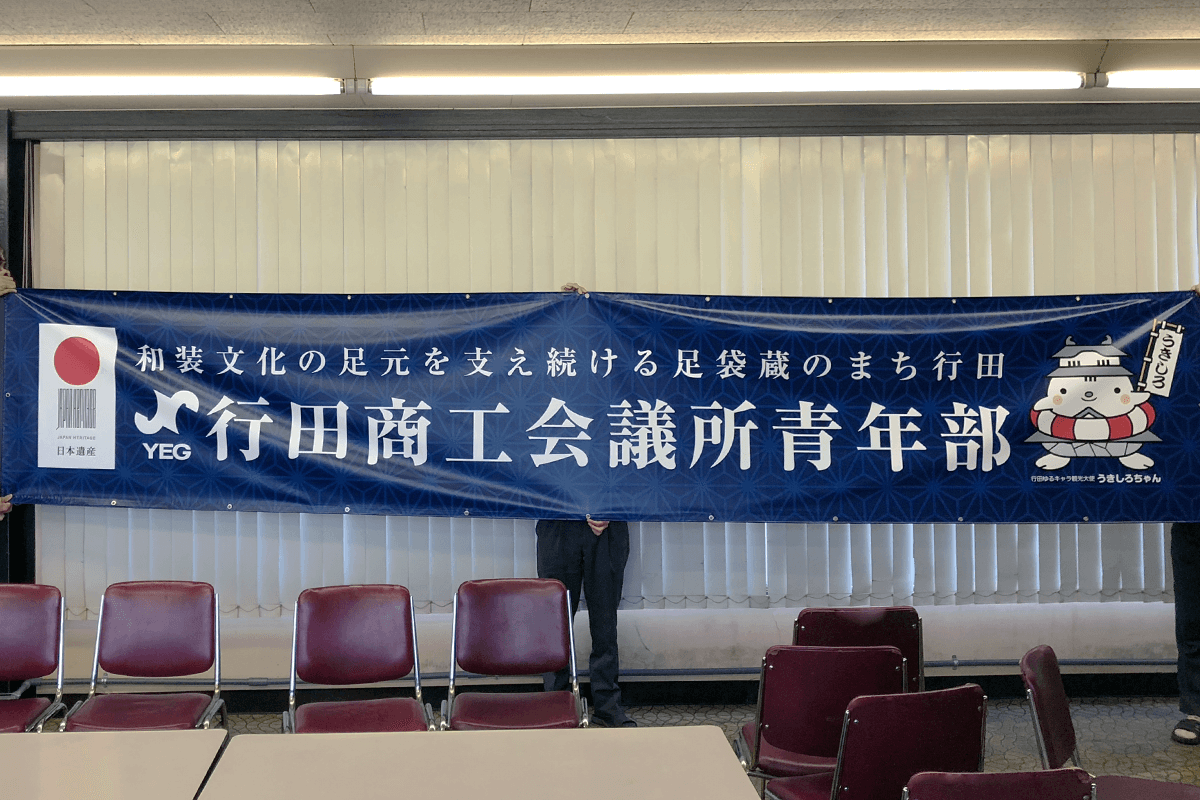 和装文化の足元を支え続ける足袋蔵のまち行田
YEG 行田商工会議所青年部
JAPAN HERITAGE
日本遺産
うきしろ
行田ゆるキャラ観光大使 うきしろちゃん